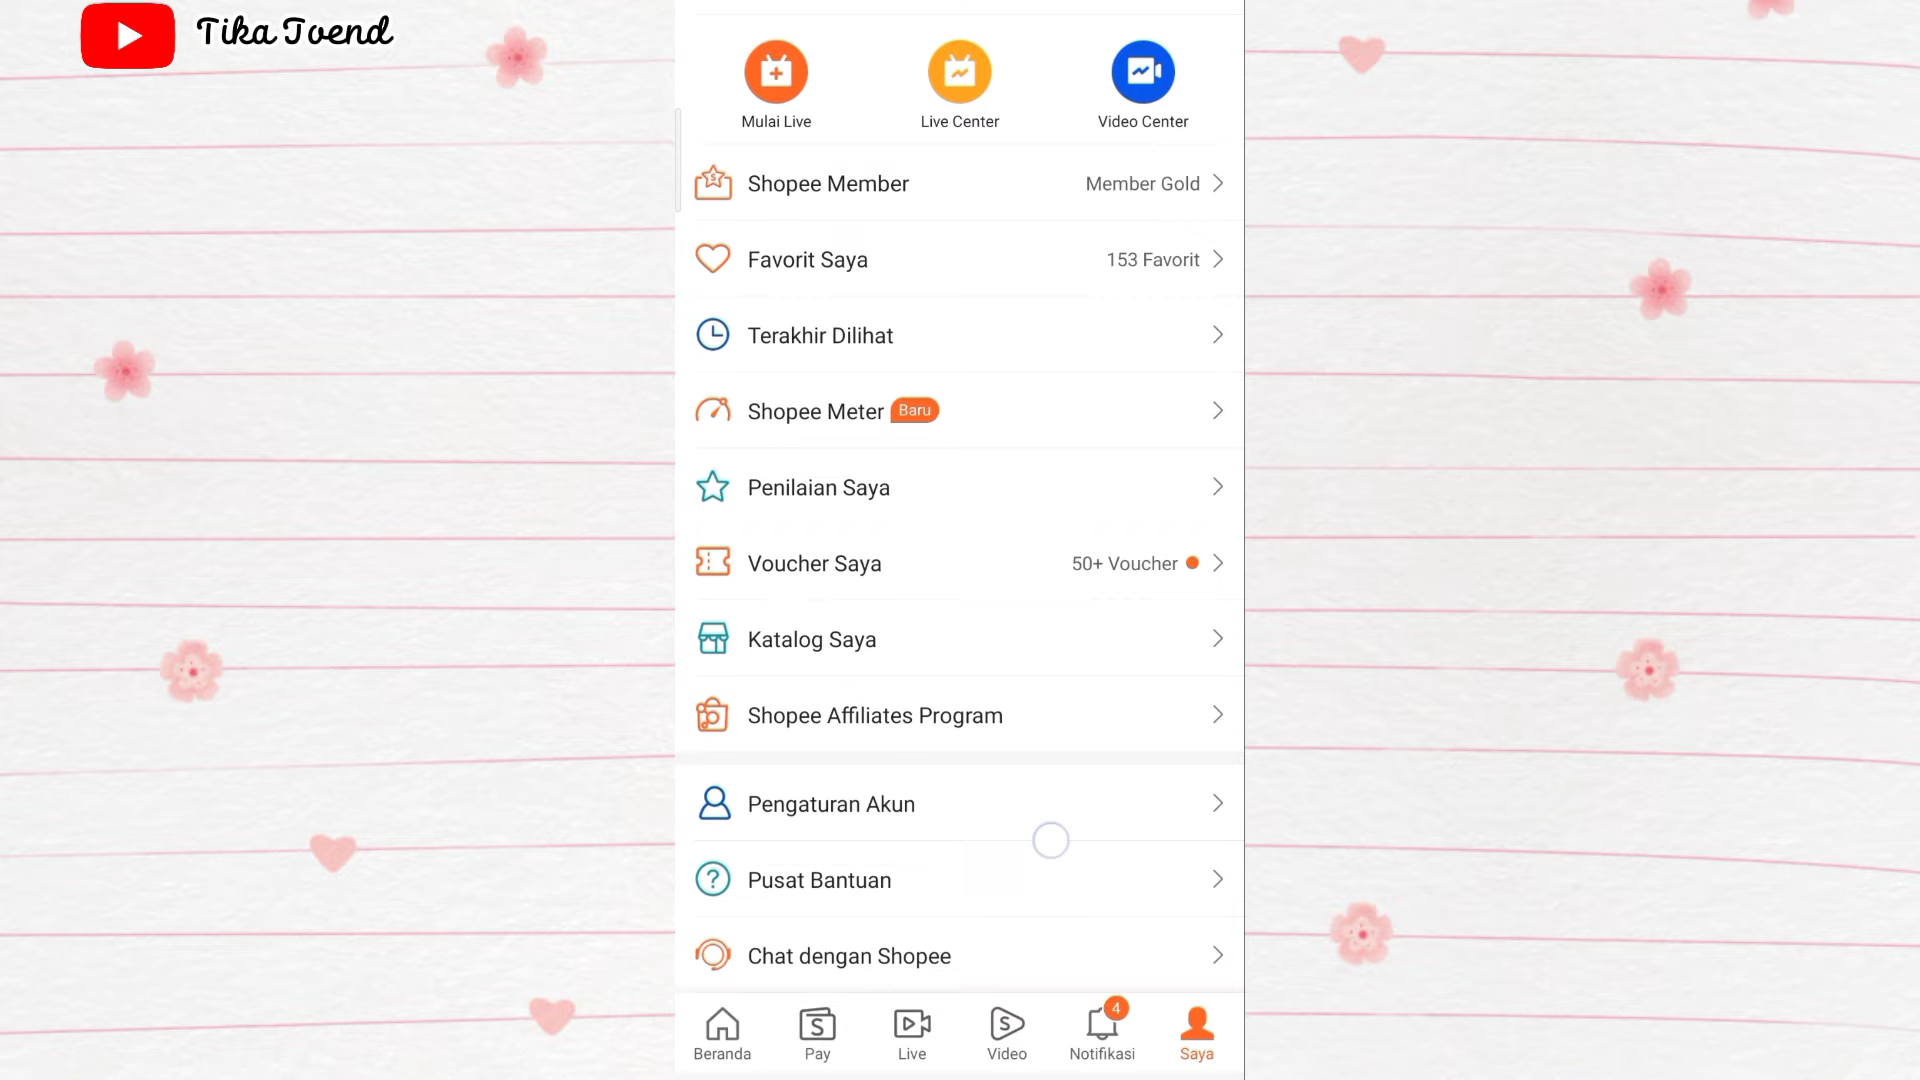 Tika Tvend
Mulai Live
Live Center
Video Center
Shopee Member
Member Gold
Favorit Saya
153 Favorit
Terakhir Dilihat
Shopee Meter
Baru
Penilaian Saya
Voucher Saya
50+ Voucher
Katalog Saya
Shopee Affiliates Program
Pengaturan Akun
Pusat Bantuan
Chat dengan Shopee
4
Beranda
Pay
Live
Video
Notifikasi
Saya